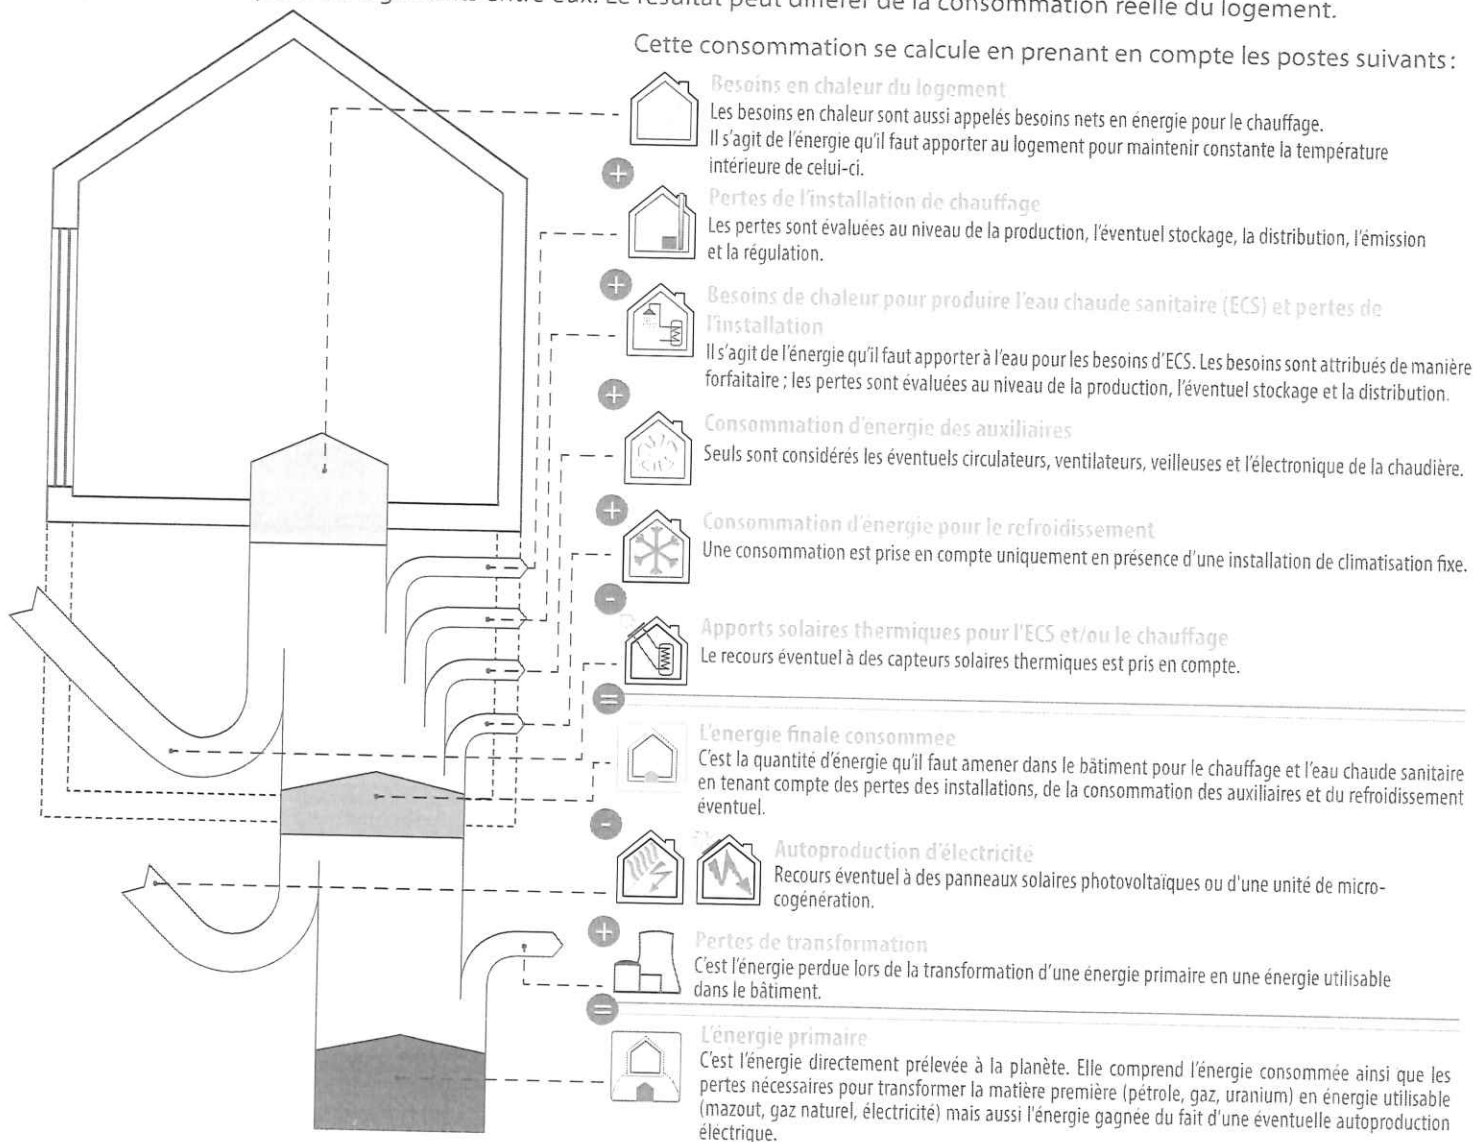 entre eux. Le résultat peut différer de la consommation réelle du logement.
Cette consommation se calcule en prenant en compte les postes suivants :
Besoins en chaleur du logement
Les besoins en chaleur sont aussi appelés besoins nets en énergie pour le chauffage.
Il s'agit de l'énergie qu'il faut apporter au logement pour maintenir constante la température
intérieure de celui-ci.
+
Pertes de l'installation de chauffage
Les pertes sont évaluées au niveau de la production, l'éventuel stockage, la distribution, l'émission
et la régulation.
+
Besoins de chaleur pour produire l'eau chaude sanitaire (ECS) et pertes de
l'installation
Il s'agit de l'énergie qu'il faut apporter à l'eau pour les besoins d'ECS. Les besoins sont attribués de manière
forfaitaire ; les pertes sont évaluées au niveau de la production, l'éventuel stockage et la distribution.
+
Consommation d'énergie des auxiliaires
Seuls sont considérés les éventuels circulateurs, ventilateurs, veilleuses et l'électronique de la chaudière.
+
Consommation d'énergie pour le refroidissement
Une consommation est prise en compte uniquement en présence d'une installation de climatisation fixe.
-
Apports solaires thermiques pour l'ECS et/ou le chauffage
Le recours éventuel à des capteurs solaires thermiques est pris en compte.
=
L'énergie finale consommée
C'est la quantité d'énergie qu'il faut amener dans le bâtiment pour le chauffage et l'eau chaude sanitaire
en tenant compte des pertes des installations, de la consommation des auxiliaires et du refroidissement
éventuel.
-
Autoproduction d'électricité
Recours éventuel à des panneaux solaires photovoltaïques ou d'une unité de micro-
cogénération.
+
Pertes de transformation
C'est l'énergie perdue lors de la transformation d'une énergie primaire en une énergie utilisable
dans le bâtiment.
=
L'énergie primaire
C'est l'énergie directement prélevée à la planète. Elle comprend l'énergie consommée ainsi que les
pertes nécessaires pour transformer la matière première (pétrole, gaz, uranium) en énergie utilisable
(mazout, gaz naturel, électricité) mais aussi l'énergie gagnée du fait d'une éventuelle autoproduction
électrique.